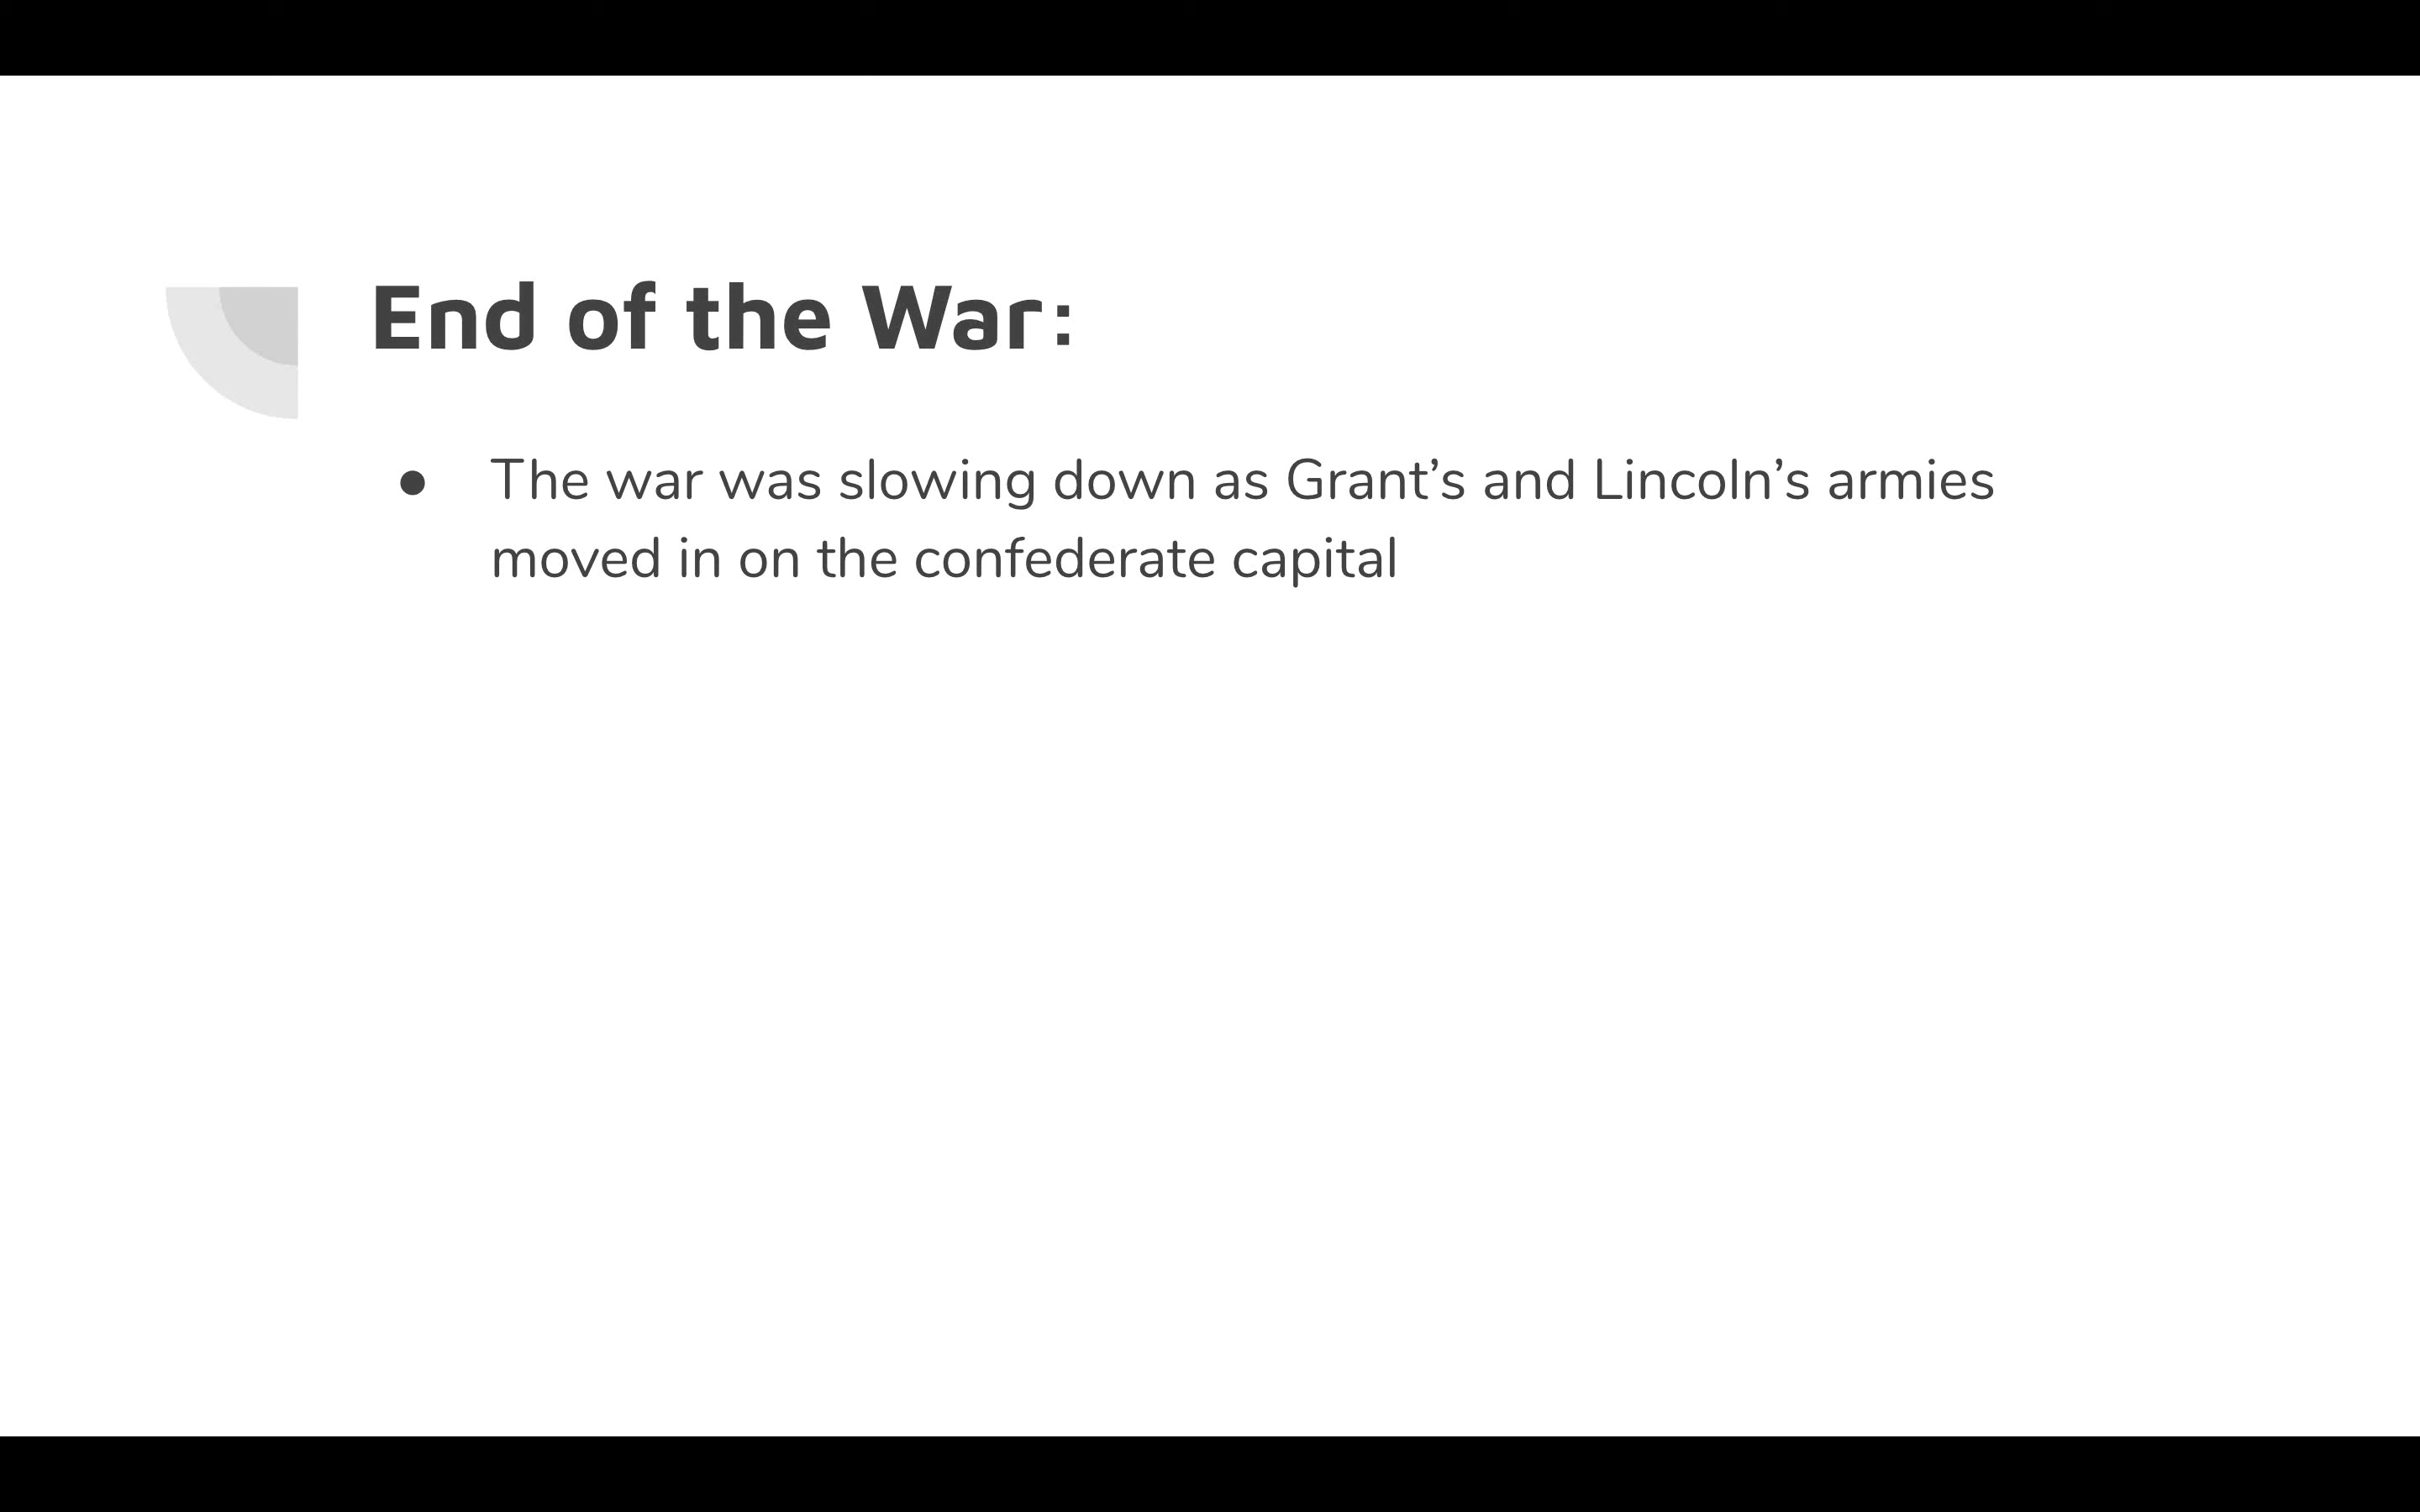 End of the War:
● The war was slowing down as Grant’s and Lincoln’s armies
moved in on the confederate capital